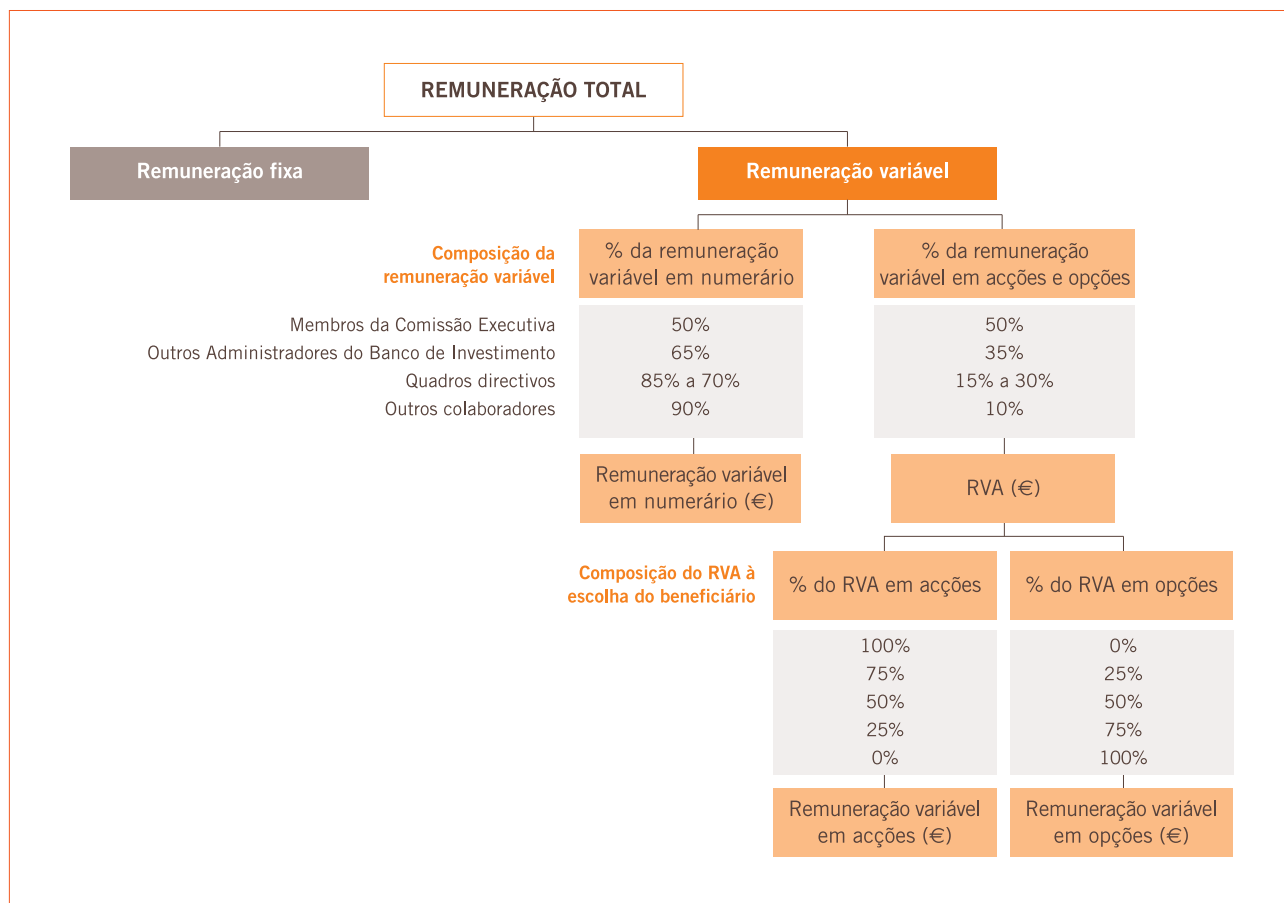 REMUNERAÇÃO TOTAL
Remuneração fixa
Remuneração variável
Composição da
remuneração variável
% da remuneração
variável em numerário
% da remuneração
variável em acções e opções
Membros da Comissão Executiva 50% 50%
Outros Administradores do Banco de Investimento 65% 35%
Quadros directivos 85% a 70% 15% a 30%
Outros colaboradores 90% 10%
Remuneração variável
em numerário (€)
RVA (€)
Composição do RVA à
escolha do beneficiário
% do RVA em acções
% do RVA em opções
100% 0%
75% 25%
50% 50%
25% 75%
0% 100%
Remuneração variável
em acções (€)
Remuneração variável
em opções (€)